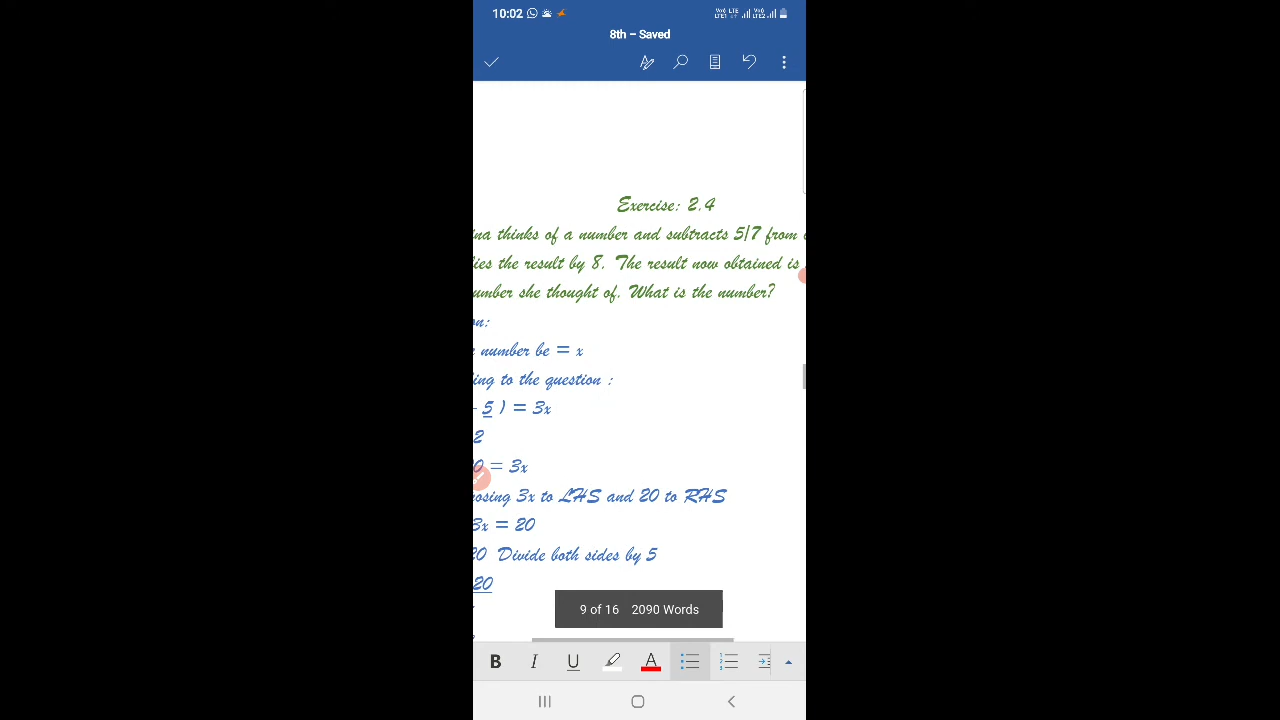 10:02
8th – Saved
Exercise: 2.4
ina thinks of a number and subtracts 5/7 from
lies the result by 8. The result now obtained is
umber she thought of. What is the number?
on:
number be = x
ing to the question :
- 5 ) = 3x
2
0 = 3x
osing 3x to LHS and 20 to RHS
3x = 20
20 Divide both sides by 5
20
9 of 16 2090 Words
B I U A